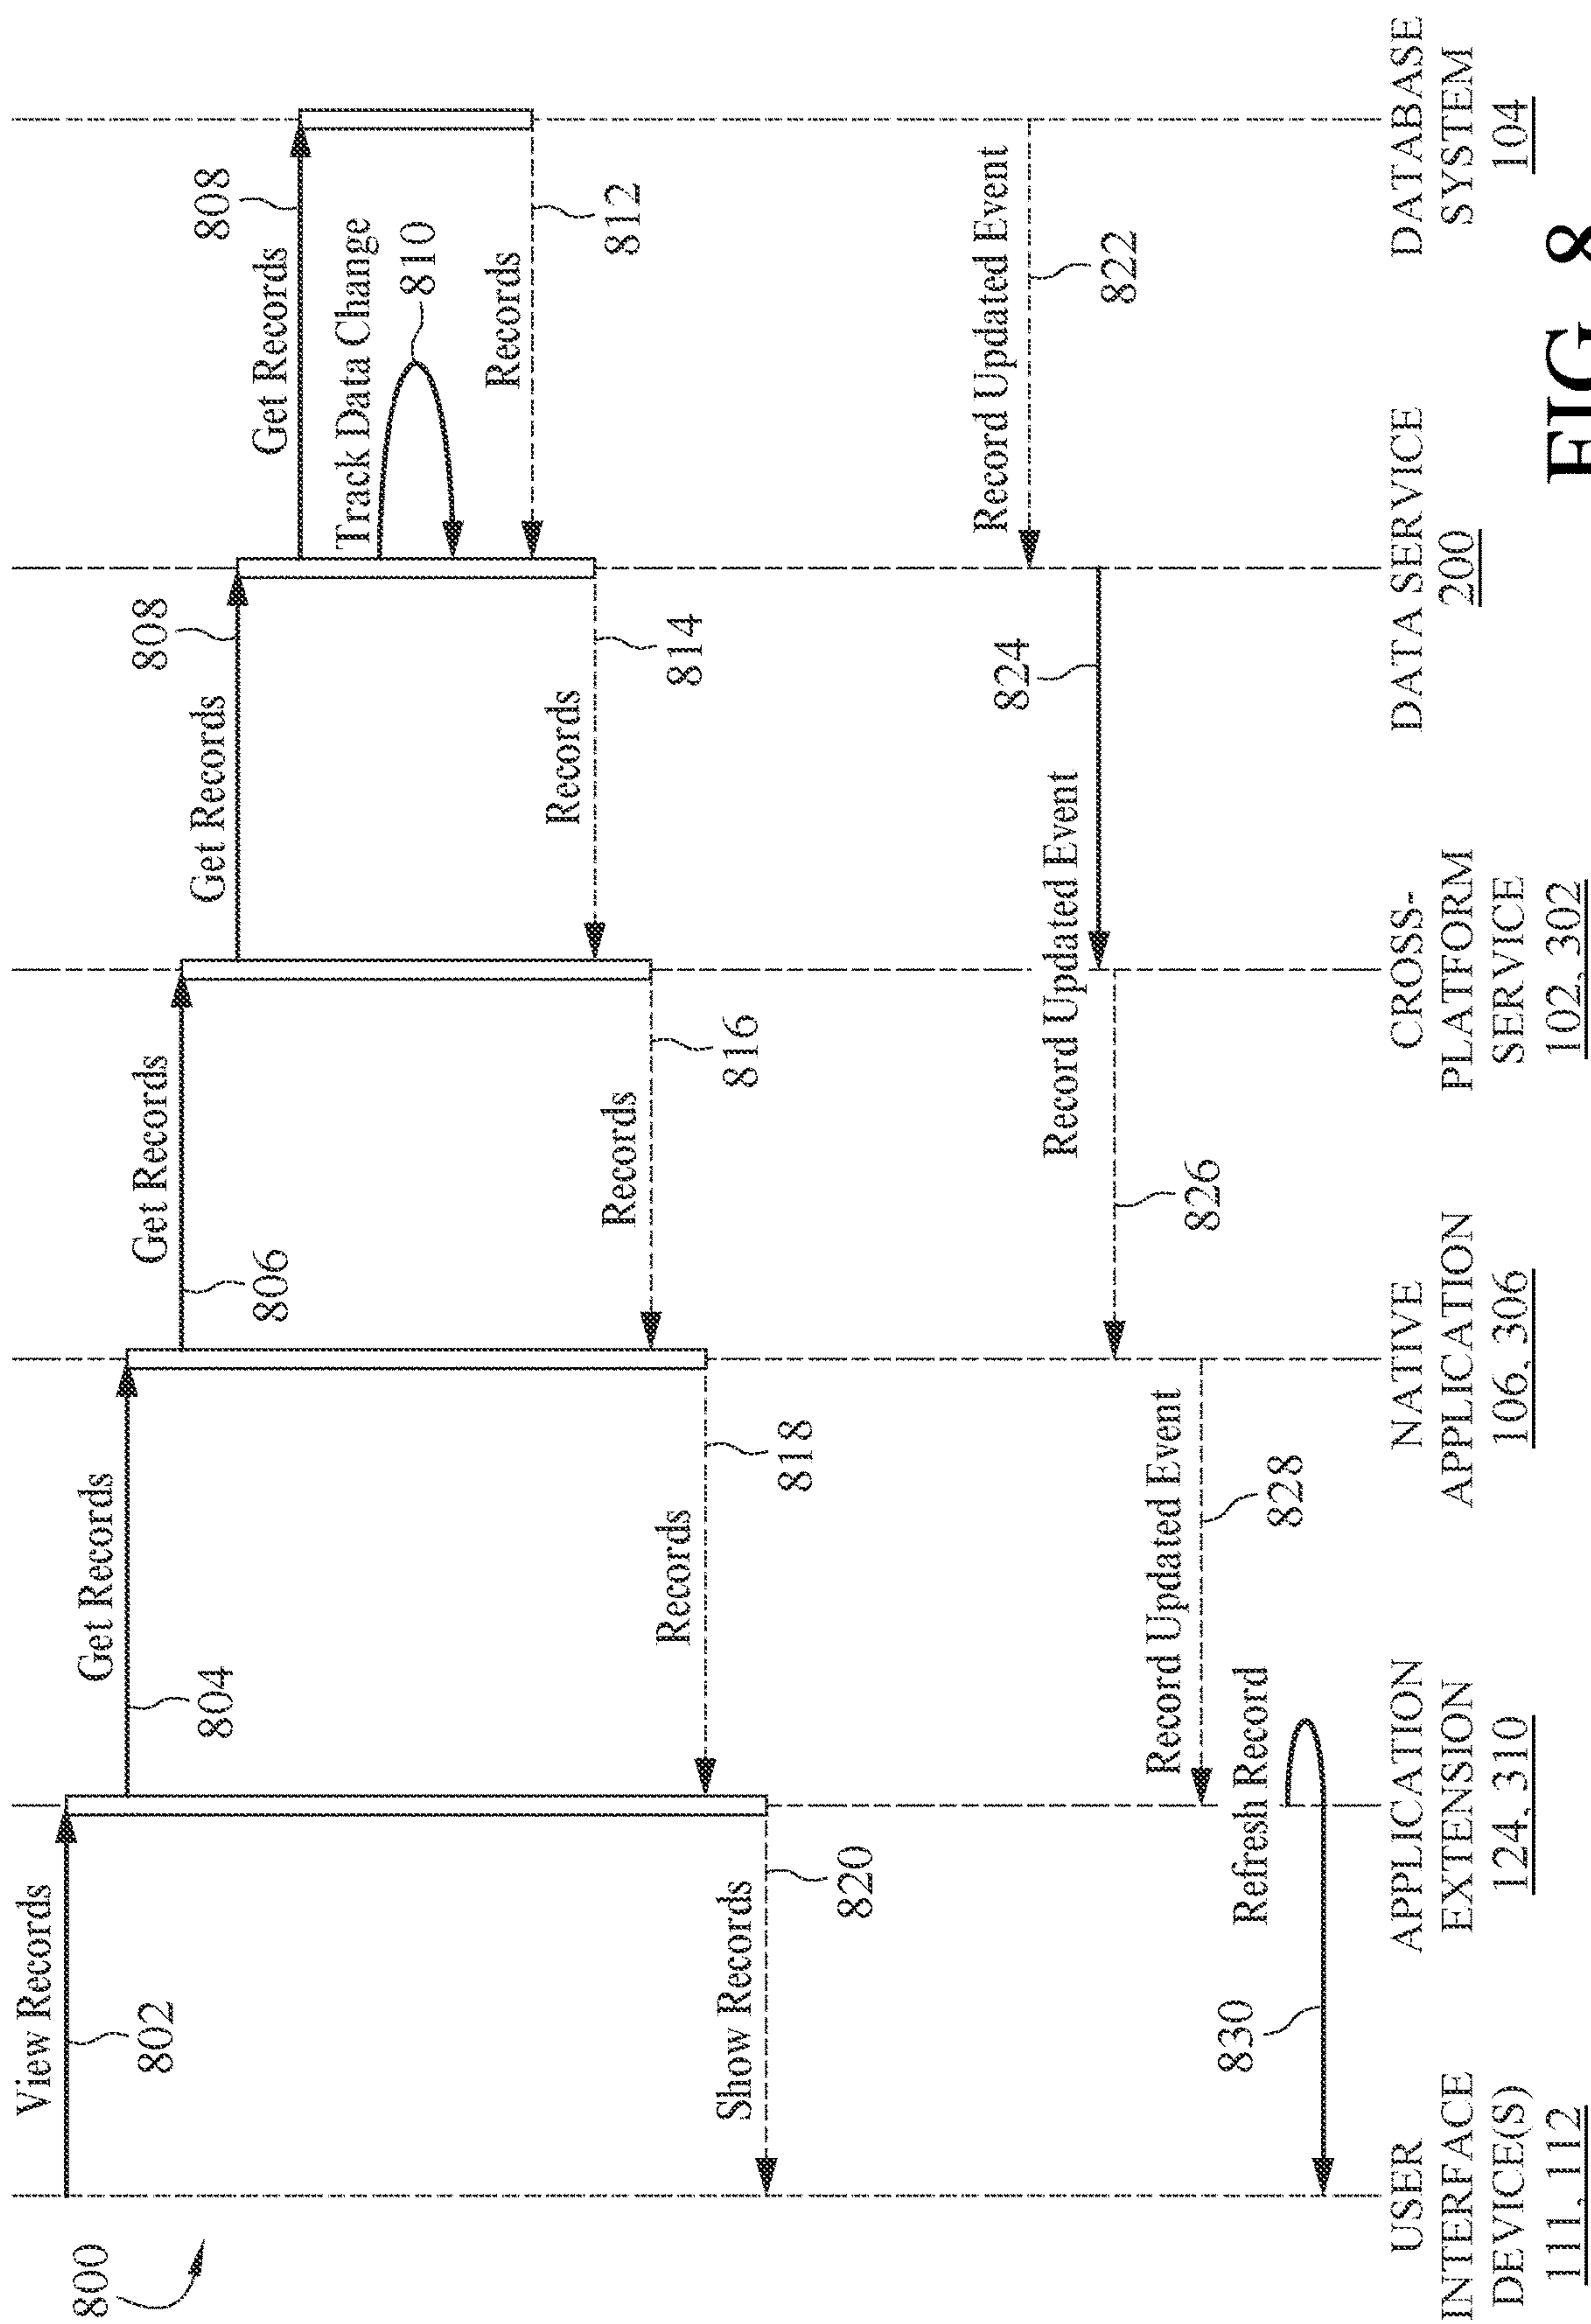 800
View Records
802
Get Records
804
Get Records
806
Get Records
808
Get Records
808
Track Data Change
810
Records
812
Records
814
Records
816
Records
818
Show Records
820
Record Updated Event
822
824
Record Updated Event
826
Record Updated Event
828
Refresh Record
830
USER
INTERFACE
DEVICE(S)
111, 112
APPLICATION
EXTENSION
124, 310
NATIVE
APPLICATION
106, 306
CROSS-
PLATFORM
SERVICE
102, 302
DATA SERVICE
200
DATABASE
SYSTEM
104
FIG. 8